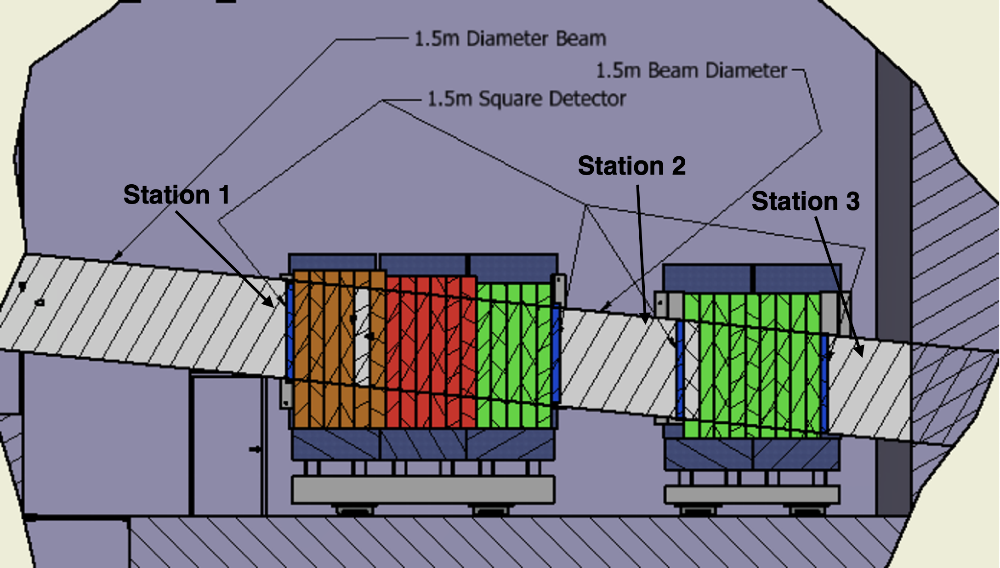 1.5m Diameter Beam
1.5m Beam Diameter
1.5m Square Detector
Station 2
Station 1
Station 3